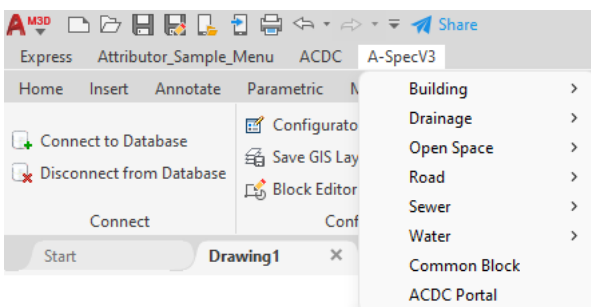 A M3D Share
Express Attributor_Sample_Menu ACDC A-SpecV3
Home Insert Annotate Parametric
Building
Drainage
Open Space
Road
Sewer
Water
Common Block
ACDC Portal
Connect to Database
Disconnect from Database
Connect
Configurato
Save GIS Lay
Block Editor
Conf
Start Drawing1